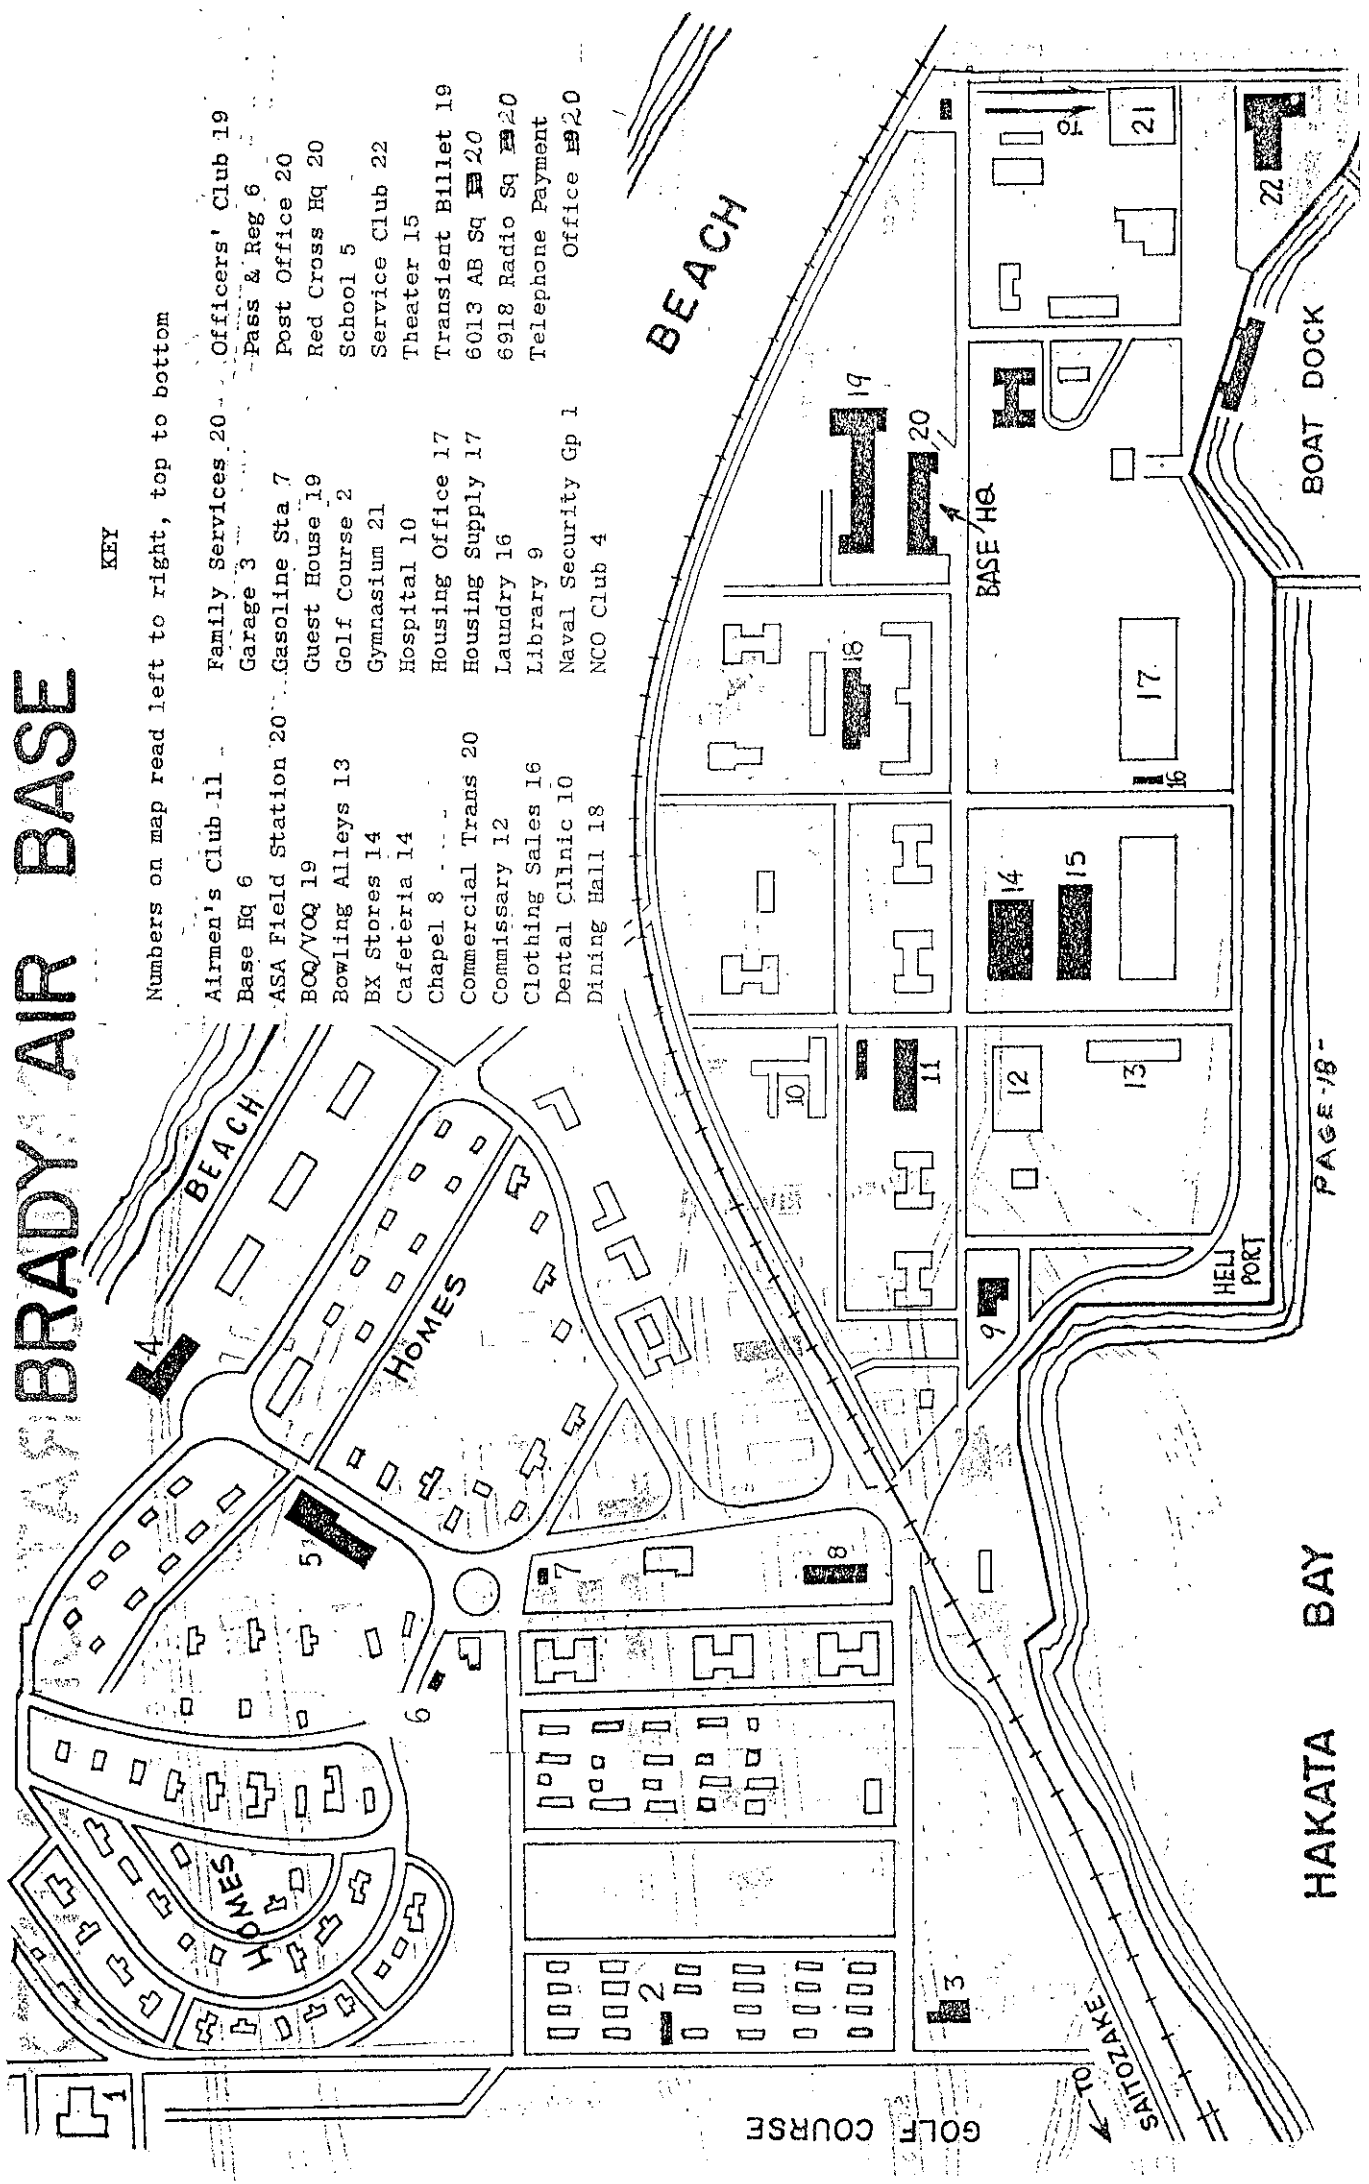 BRADY AIR BASE
KEY
Numbers on map read left to right, top to bottom
Airmen's Club 11
Base Hq 6
ASA Field Station 20
BOQ/VOQ 19
Bowling Alleys 13
BX Stores 14
Cafeteria 14
Chapel 8
Commercial Trans 20
Commissary 12
Clothing Sales 16
Dental Clinic 10
Dining Hall 18
Family Services 20
Garage 3
Gasoline Sta 7
Guest House 19
Golf Course 2
Gymnasium 21
Hospital 10
Housing Office 17
Housing Supply 17
Laundry 16
Library 9
Naval Security Gp 1
NCO Club 4
Officers' Club 19
Pass & Reg 6
Post Office 20
Red Cross Hq 20
School 5
Service Club 22
Theater 15
Transient Billet 19
6013 AB Sq 20
6918 Radio Sq 20
Telephone Payment
Office 20
BEACH
4
5
HOMES
6
HOMES
1
7
8
2
3
GOLF
COURSE
TO
SAITOZAKE
BEACH
10
11
9
12
13
HELI
PORT
14
15
16
17
18
19
20
BASE HQ
21
22
BOAT DOCK
HAKATA BAY
PAGE-18-